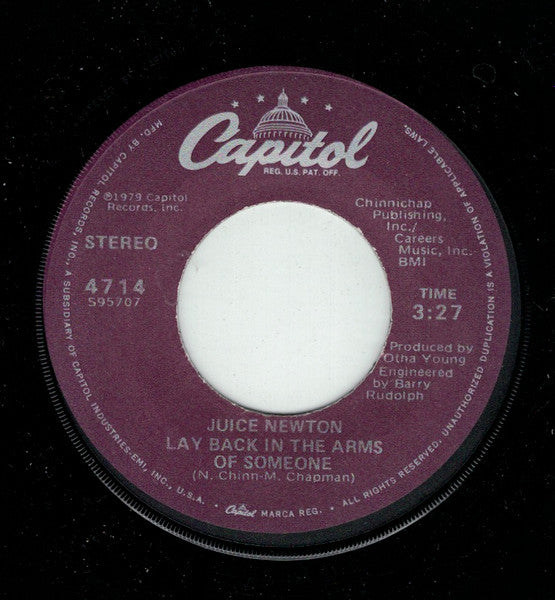 Capitol
REG. U.S. PAT. OFF.
©1979 Capitol
Records, Inc.
STEREO
4714
S95707
Chinnichap
Publishing,
Inc./
Careers
Music, Inc.
BMI
TIME
3:27
Produced by
Otha Young
Engineered
by Barry
Rudolph
JUICE NEWTON
LAY BACK IN THE ARMS
OF SOMEONE
(N. Chinn-M. Chapman)
MFD. BY CAPITOL RECORDS, INC., A SUBSIDIARY OF CAPITOL INDUSTRIES-EMI, INC., U.S.A. • Capitol MARCA REG. • UNAUTHORIZED DUPLICATION IS A VIOLATION OF APPLICABLE LAWS.